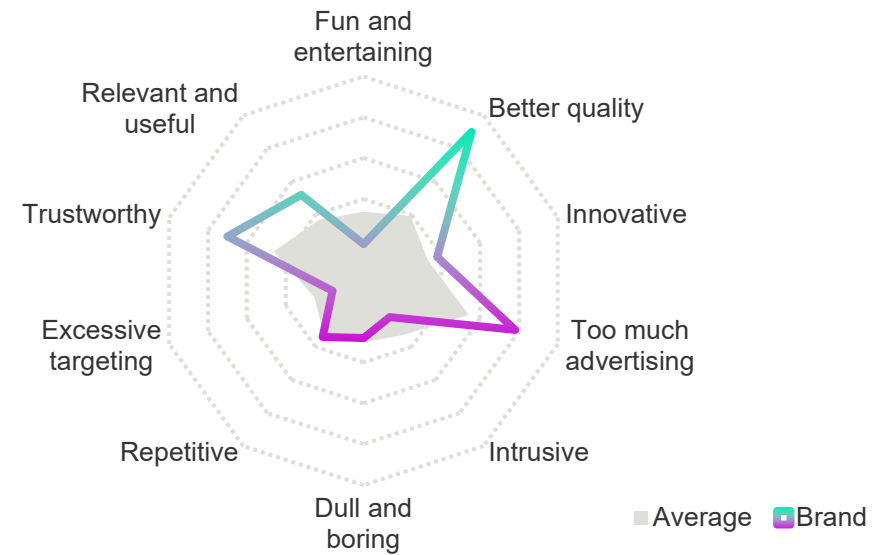 Fun and
entertaining
Relevant and
useful
Better quality
Trustworthy
Innovative
Excessive
targeting
Too much
advertising
Repetitive
Intrusive
Dull and
boring
Average
Brand